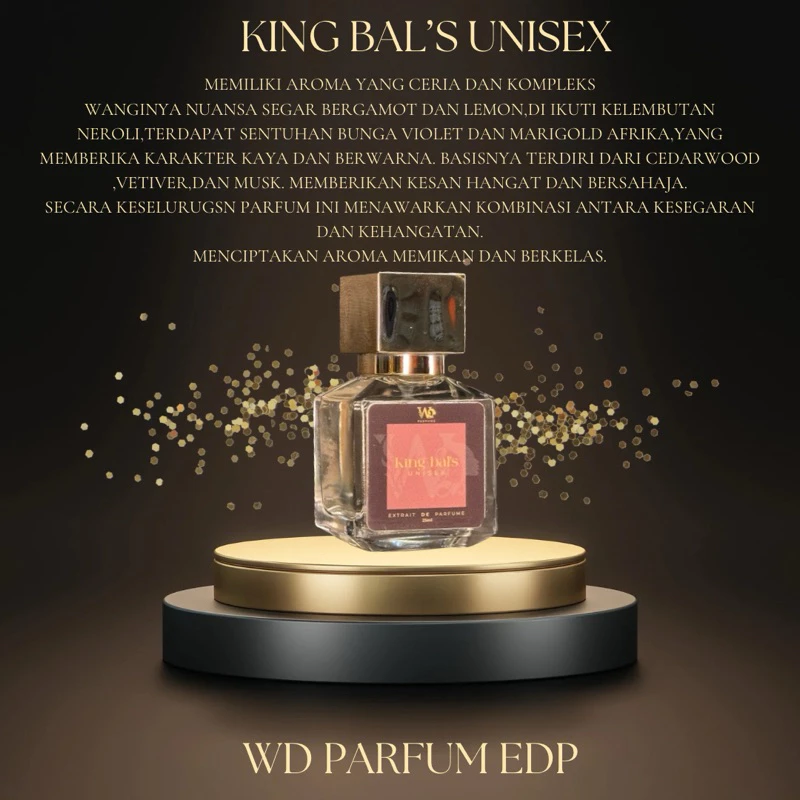 KING BAL'S UNISEX
MEMILIKI AROMA YANG CERIA DAN KOMPLEKS
WANGINYA NUANSA SEGAR BERGAMOT DAN LEMON,DI IKUTI KELEMBUTAN
NEROLI,TERDAPAT SENTUHAN BUNGA VIOLET DAN MARIGOLD AFRIKA,YANG
MEMBERIKA KARAKTER KAYA DAN BERWARNA. BASISNYA TERDIRI DARI CEDARWOOD
,VETIVER,DAN MUSK. MEMBERIKAN KESAN HANGAT DAN BERSAHAJA.
SECARA KESELURUGSN PARFUM INI MENAWARKAN KOMBINASI ANTARA KESEGARAN
DAN KEHANGATAN.
MENCIPTAKAN AROMA MEMIKAN DAN BERKELAS.
WD
king bal's
UNISEX
EXTRAIT DE PARFUMS
WD PARFUM EDP